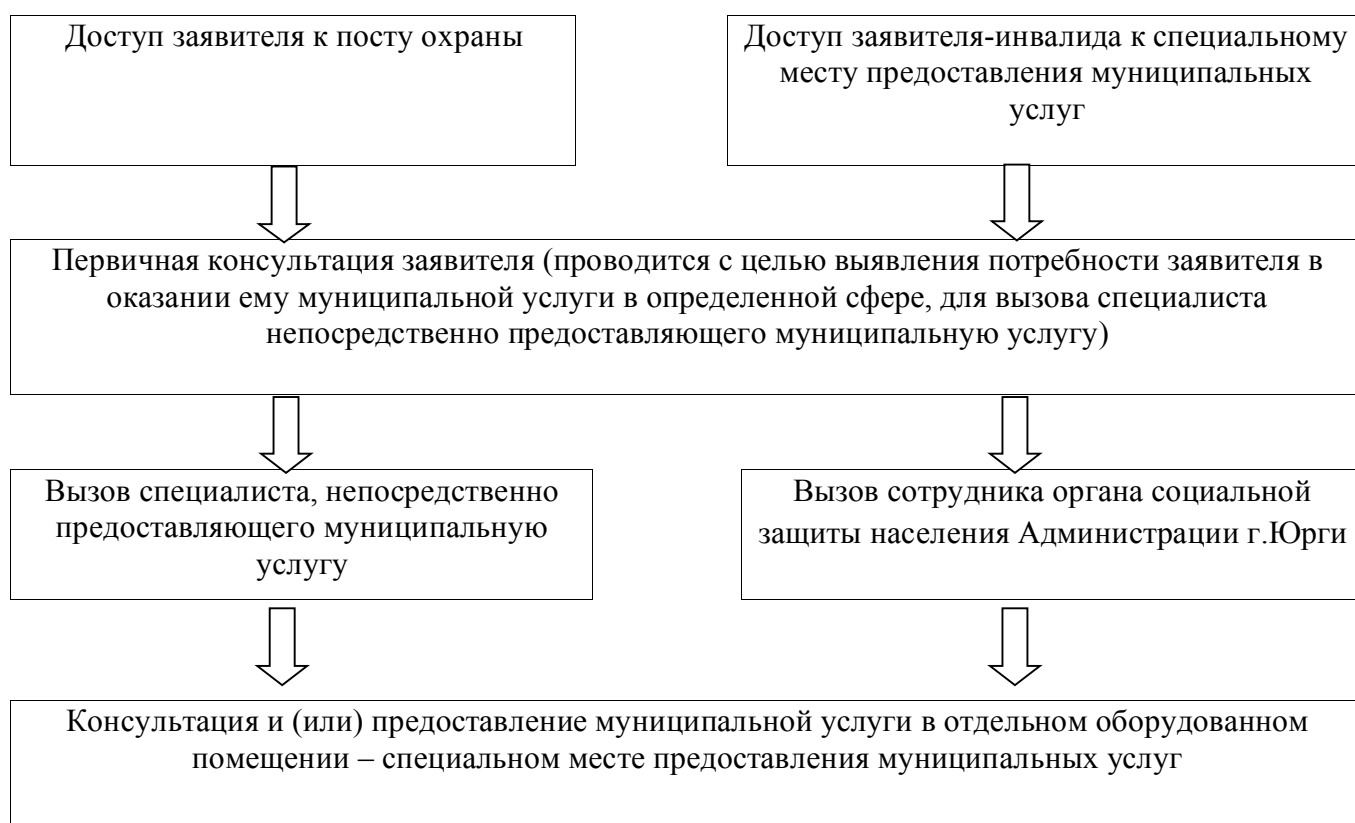 Доступ заявителя к посту охраны
Доступ заявителя-инвалида к специальному
месту предоставления муниципальных
услуг
Первичная консультация заявителя (проводится с целью выявления потребности заявителя в
оказании ему муниципальной услуги в определенной сфере, для вызова специалиста
непосредственно предоставляющего муниципальную услугу)
Вызов специалиста, непосредственно
предоставляющего муниципальную
услугу
Вызов сотрудника органа социальной
защиты населения Администрации г.Юрги
Консультация и (или) предоставление муниципальной услуги в отдельном оборудованном
помещении – специальном месте предоставления муниципальных услуг